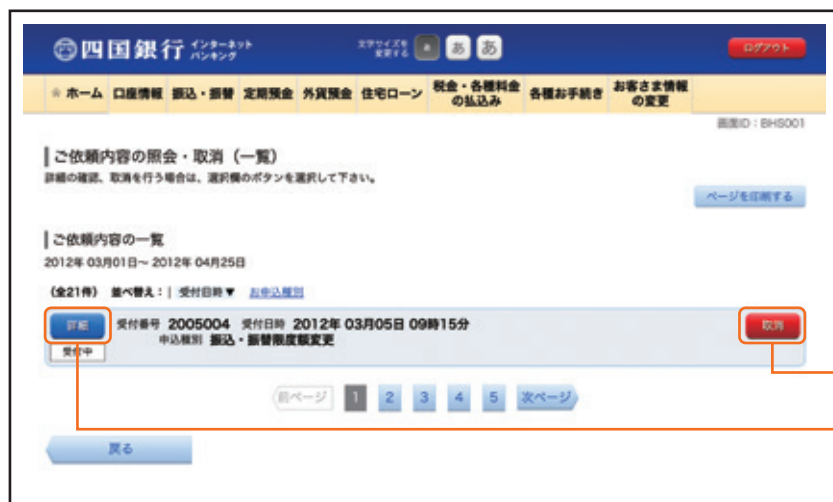 四国銀行 インターネット バンキング
文字サイズを変更する あ あ あ
ログアウト
ホーム 口座情報 振込・振替 定期預金 外貨預金 住宅ローン 税金・各種料金の払込み 各種お手続き お客さま情報の変更
画面ID：BHS001
ご依頼内容の照会・取消（一覧）
詳細の確認、取消を行う場合は、選択欄のボタンを選択して下さい。
ページを印刷する
ご依頼内容の一覧
2012年 03月01日～ 2012年 04月25日
(全21件) 並べ替え：| 受付日時▼ お申込種別
詳細 受付番号 2005004 受付日時 2012年 03月05日 09時15分 取消
受付中 申込種別 振込・振替限度額変更
前ページ 1 2 3 4 5 次ページ
戻る